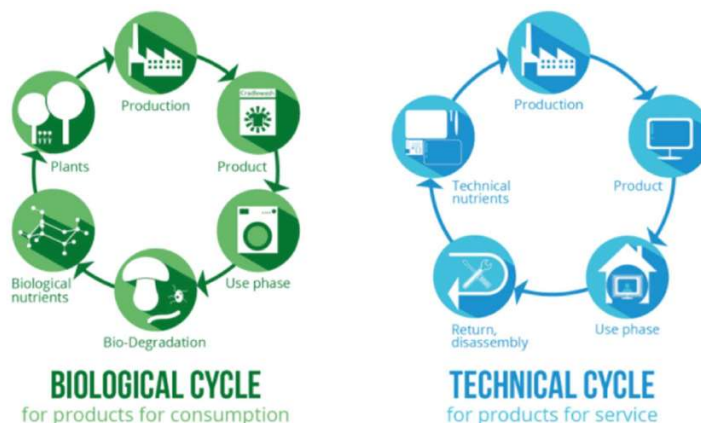 Production
Cradlewash
Product
Use phase
Bio-Degradation
Biological
nutrients
Plants
BIOLOGICAL CYCLE
for products for consumption
Production
Product
Use phase
Return,
disassembly
Technical
nutrients
TECHNICAL CYCLE
for products for service